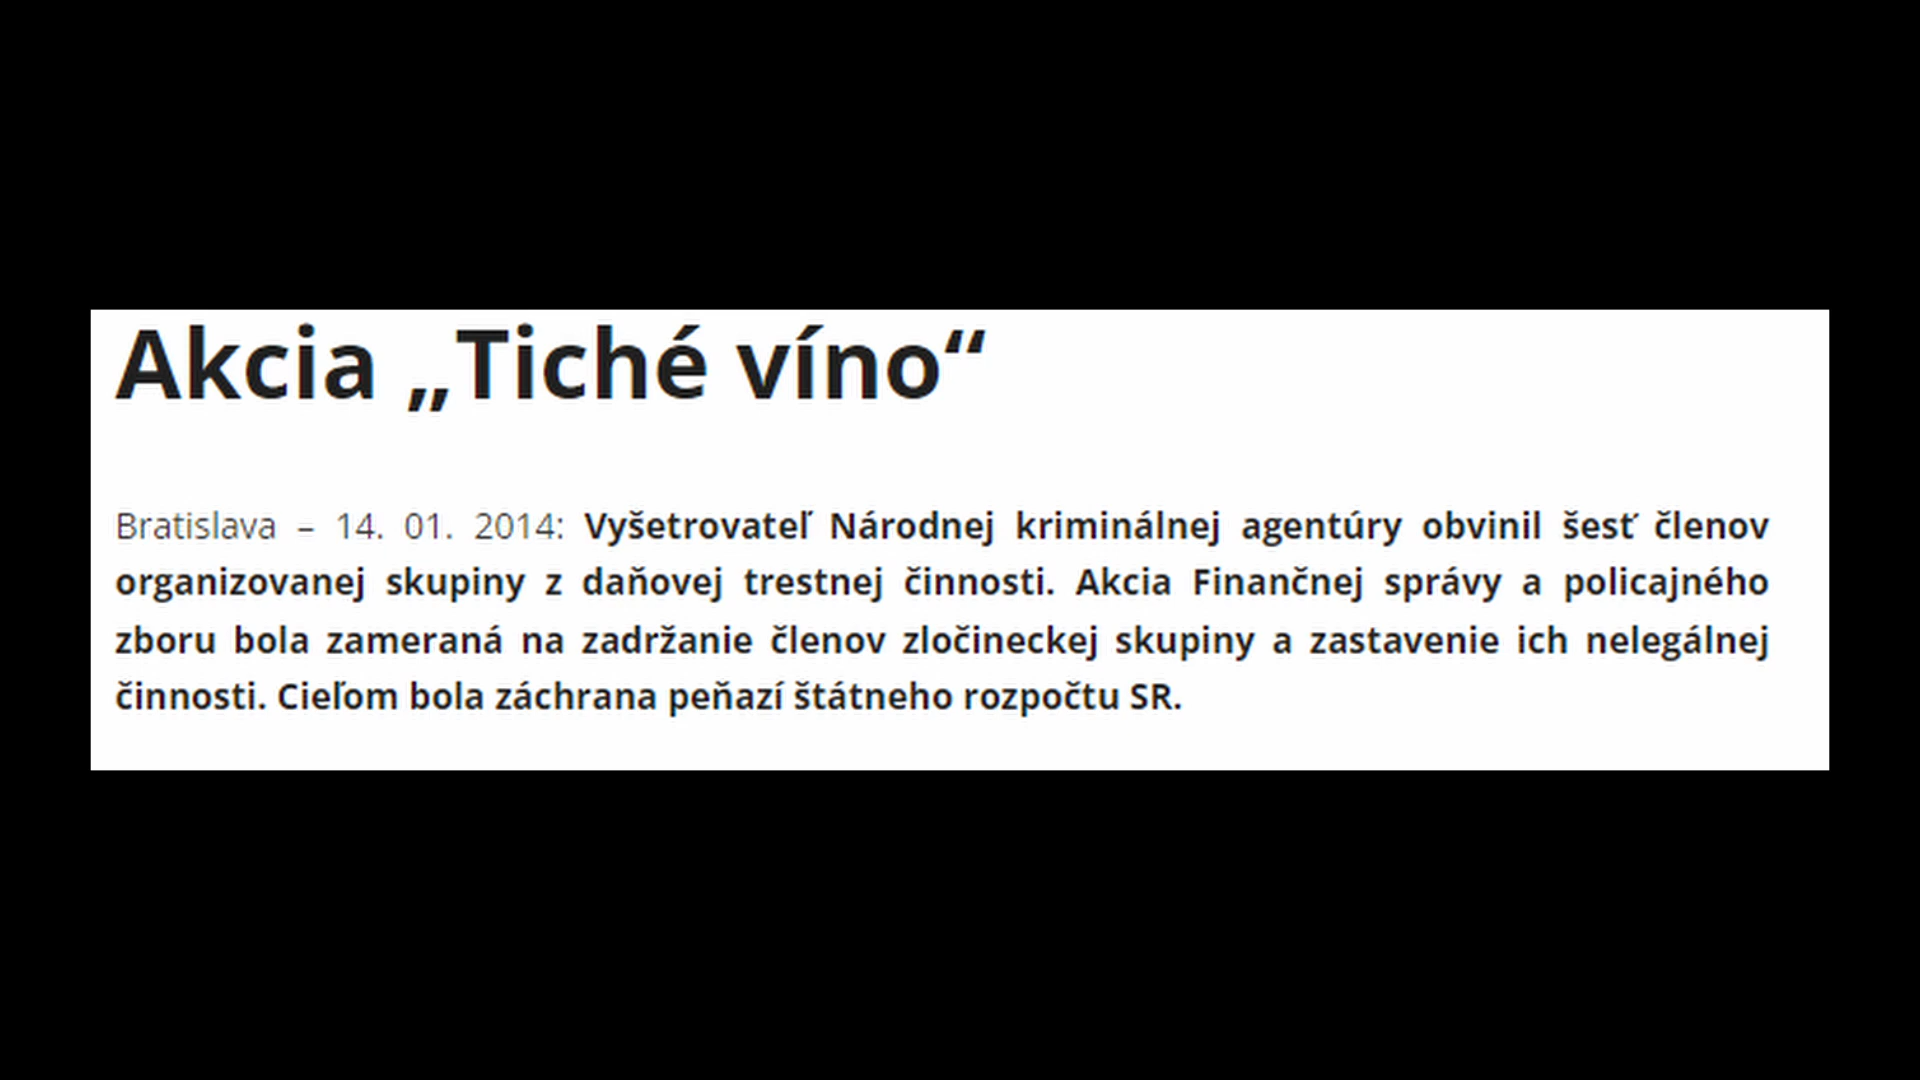 Akcia „Tiché víno“
Bratislava – 14. 01. 2014: Vyšetrovateľ Národnej kriminálnej agentúry obvinil šesť členov
organizovanej skupiny z daňovej trestnej činnosti. Akcia Finančnej správy a policajného
zboru bola zameraná na zadržanie členov zločineckej skupiny a zastavenie ich nelegálnej
činnosti. Cieľom bola záchrana peňazí štátneho rozpočtu SR.